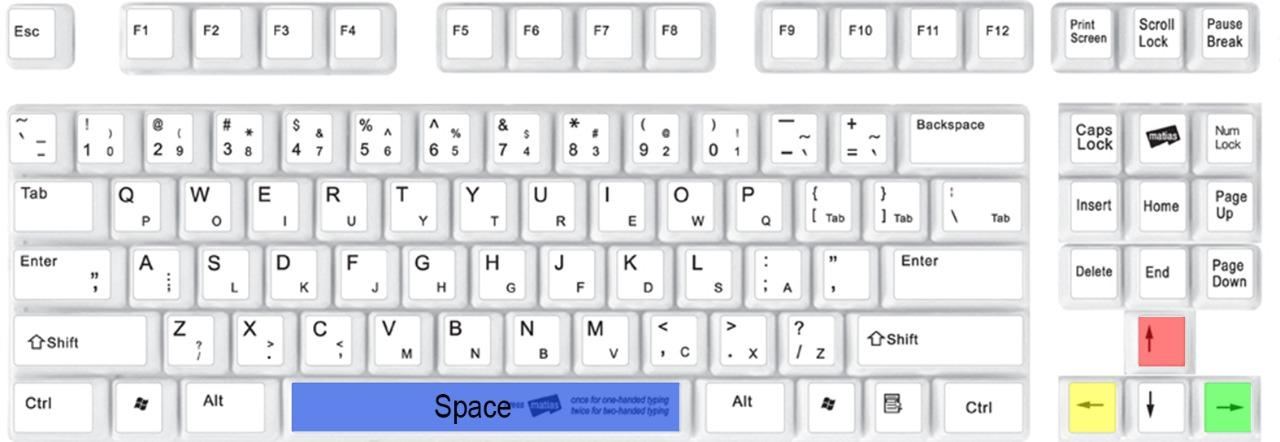 Esc F1 F2 F3 F4 F5 F6 F7 F8 F9 F10 F11 F12 Print Screen Scroll Lock Pause Break
~ ` _ ! 1 ) 0 @ 2 ( 9 # 3 * 8 $ 4 & 7 % 5 ^ 6 ^ 6 % 5 & 7 $ 4 * 8 # 3 ( 9 @ 2 ) 0 ! 1 — – ~ ` + = ~ ` Backspace Caps Lock matias Num Lock
Tab Q P W O E I R U T Y Y T U R I E O W P Q { [ Tab } ] Tab ¦ \ Tab Insert Home Page Up
Enter " ' A : ; S L D K F J G H H G J F K D L S : ; A " ' Enter Delete End Page Down
⇧Shift Z ? / X > . C < , V M B N N B M V < , C > . X ? / Z ⇧Shift ↑
Ctrl Alt Space matias once for one-handed typing Alt Ctrl ← ↓ →
twice for two-handed typing